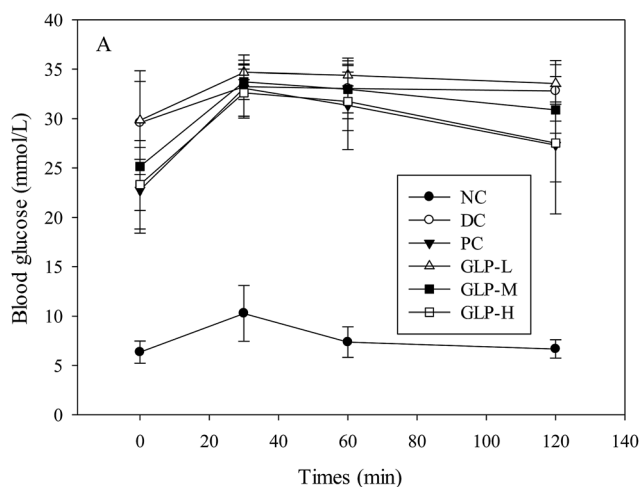 A
Blood glucose (mmol/L)
40
35
30
25
20
15
10
5
0
NC
DC
PC
GLP-L
GLP-M
GLP-H
0 20 40 60 80 100 120 140
Times (min)